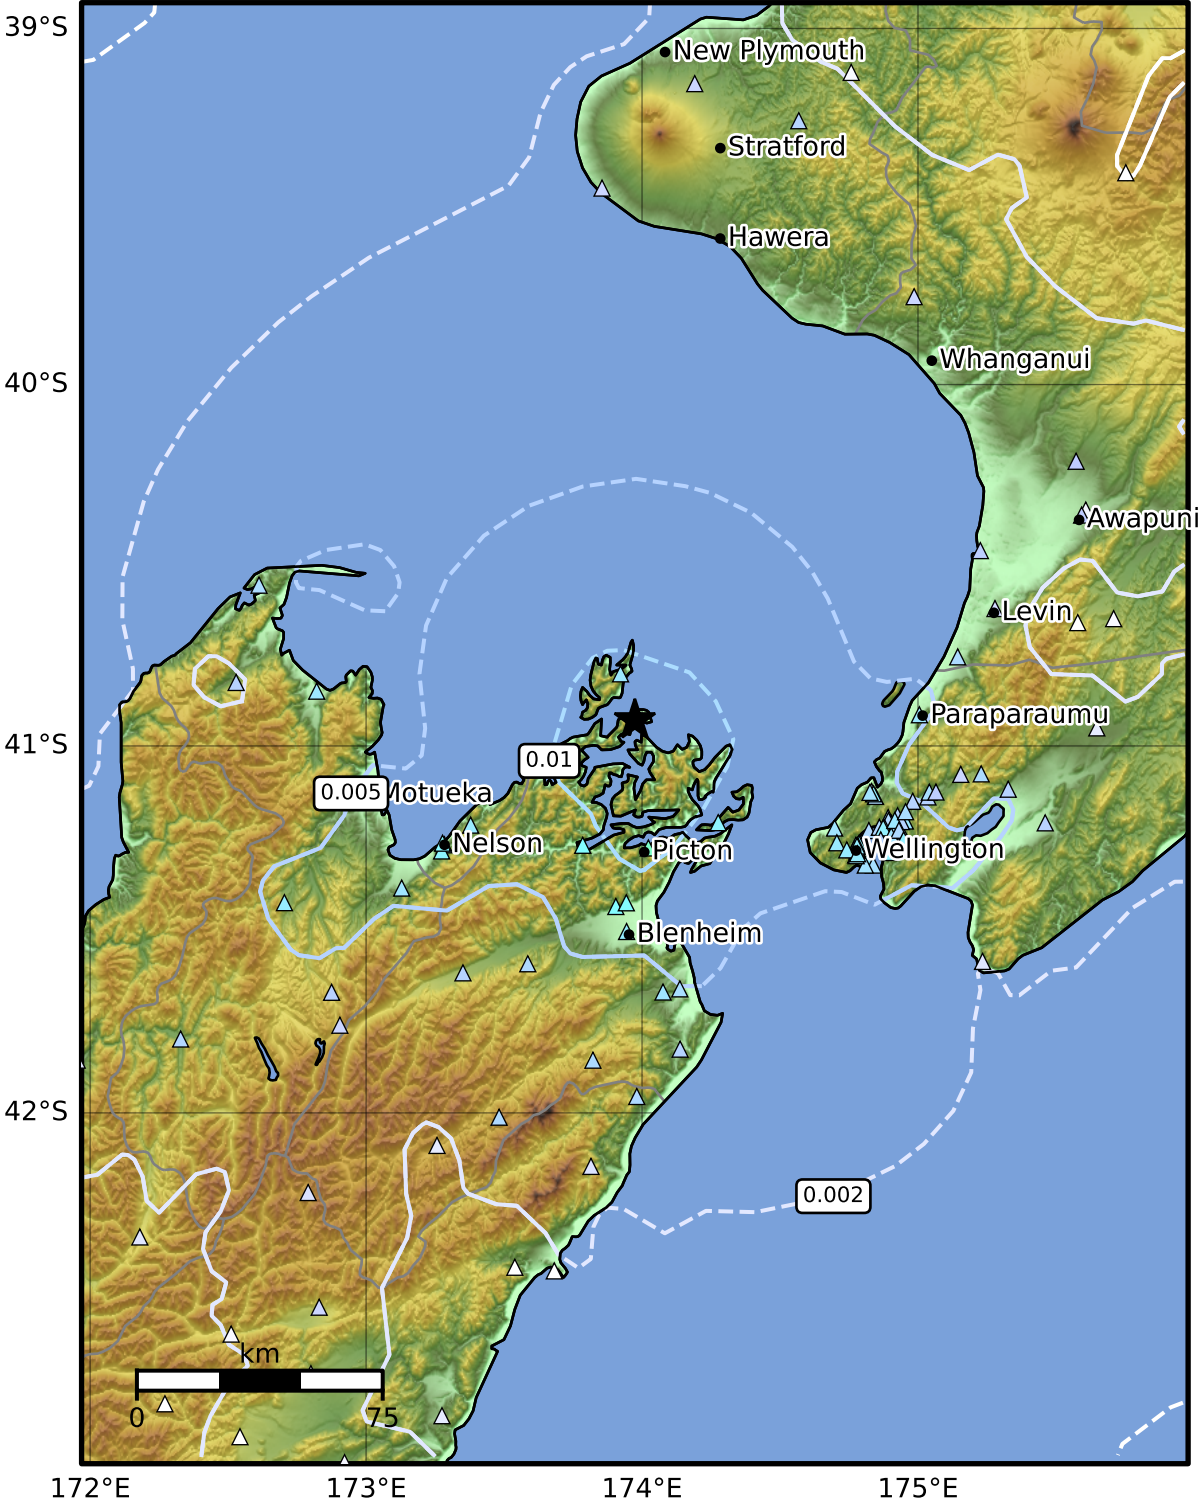 39°S
New Plymouth
Stratford
Hawera
Whanganui
40°S
Awapuni
Levin
Paraparaumu
41°S
0.01
0.005
Motueka
Nelson
Picton
Wellington
Blenheim
42°S
0.002
km
0 75
172°E 173°E 174°E 175°E